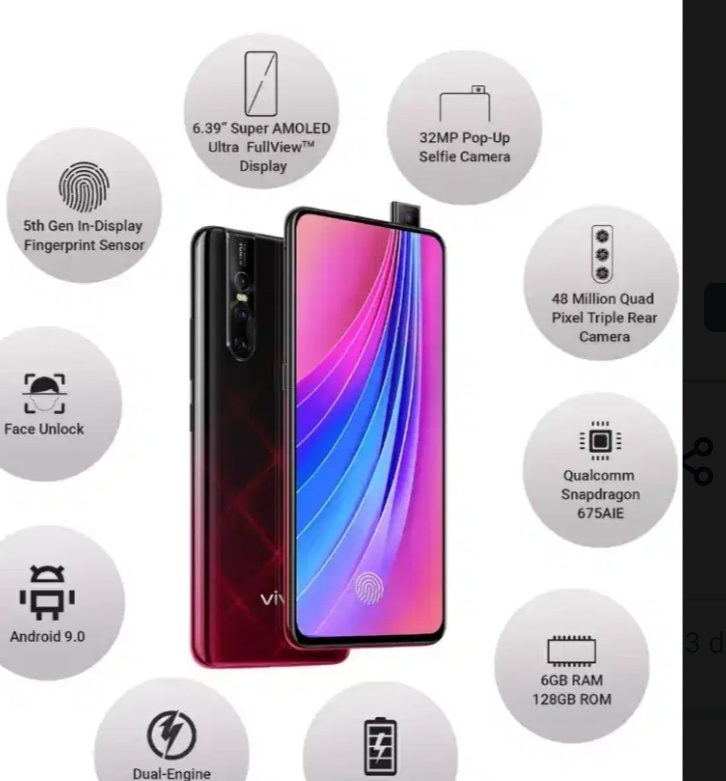 6.39” Super AMOLED
Ultra FullView™
Display
32MP Pop-Up
Selfie Camera
5th Gen In-Display
Fingerprint Sensor
48 Million Quad
Pixel Triple Rear
Camera
Face Unlock
Qualcomm
Snapdragon
675AIE
Android 9.0
6GB RAM
128GB ROM
Dual-Engine
3 d